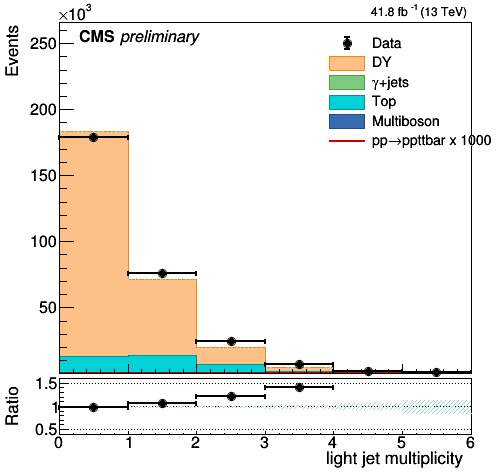 ×10³
41.8 fb⁻¹ (13 TeV)
CMS preliminary
Events
250
200
150
100
50
Data
DY
γ+jets
Top
Multiboson
pp→ppttbar x 1000
Ratio
1.5
1
0.5
0 1 2 3 4 5 6
light jet multiplicity